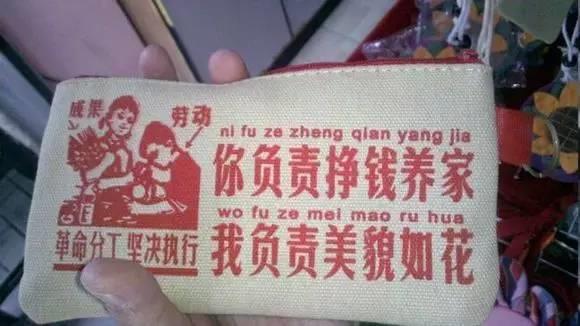 成果
劳动
革命分工 坚决执行
ni fu ze zheng qian yang jia
你负责挣钱养家
wo fu ze mei mao ru hua
我负责美貌如花